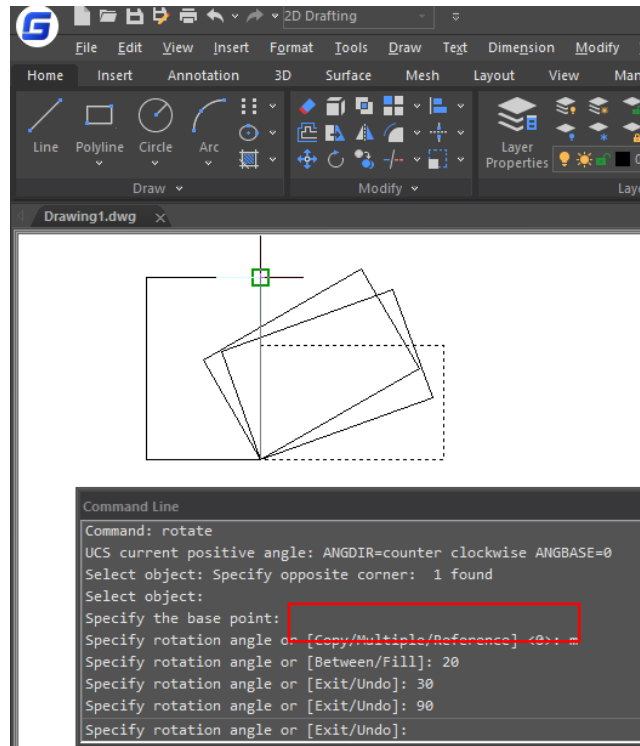 G
2D Drafting
File Edit View Insert Format Tools Draw Text Dimension Modify
Home Insert Annotation 3D Surface Mesh Layout View Man
Line Polyline Circle Arc
Layer
Properties
0
Draw Modify Laye
Drawing1.dwg
Command Line
Command: rotate
UCS current positive angle: ANGDIR=counter clockwise ANGBASE=0
Select object: Specify opposite corner: 1 found
Select object:
Specify the base point:
Specify rotation angle or [Copy/Multiple/Reference] <0>: m
Specify rotation angle or [Between/Fill]: 20
Specify rotation angle or [Exit/Undo]: 30
Specify rotation angle or [Exit/Undo]: 90
Specify rotation angle or [Exit/Undo]: